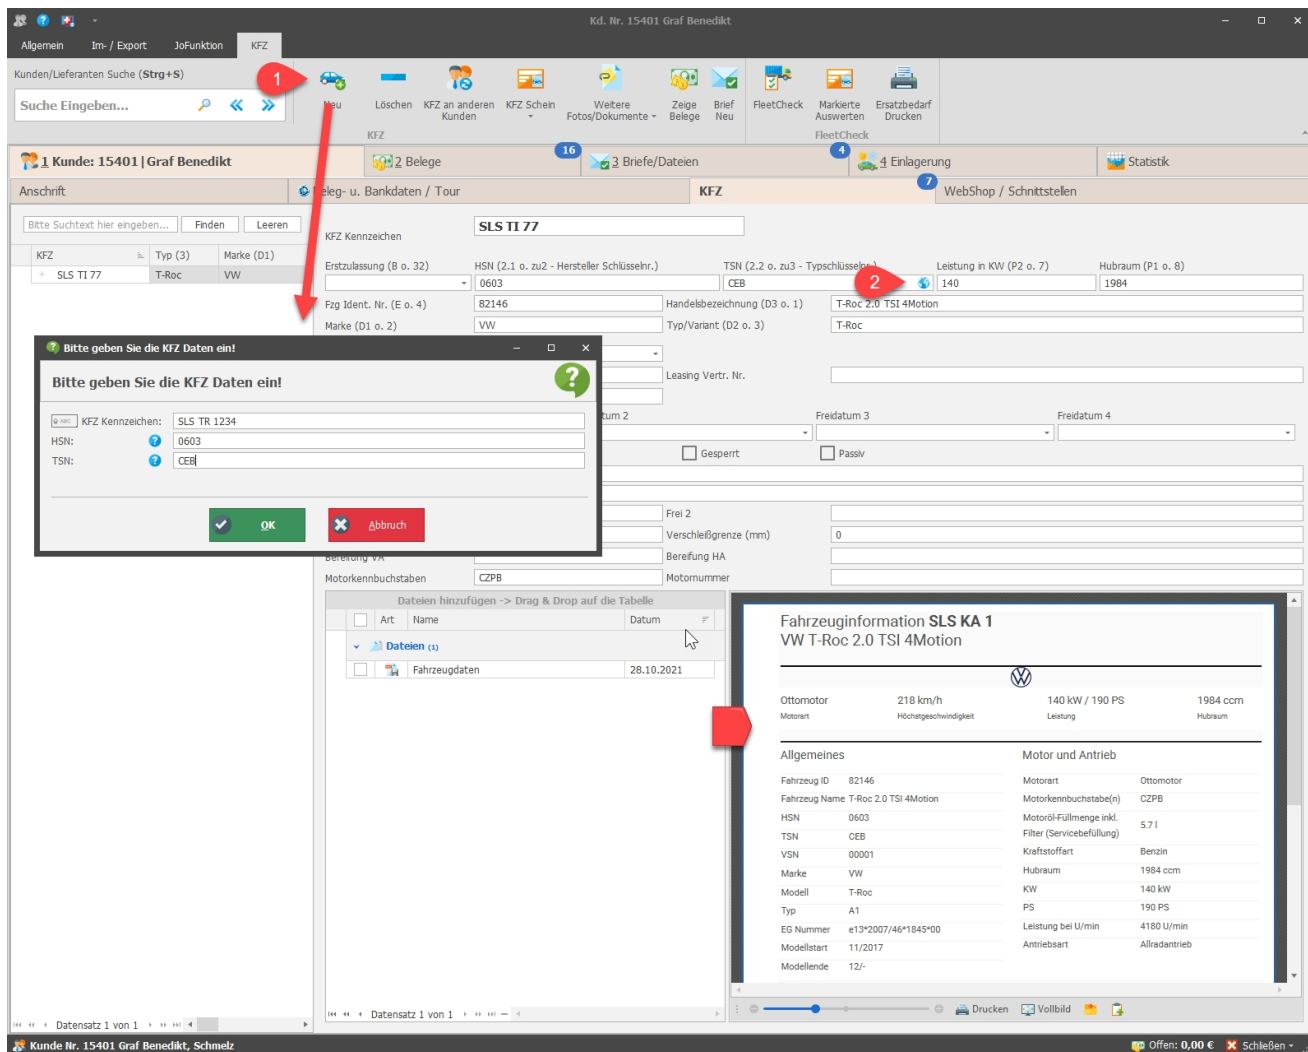 Kd. Nr. 15401 Graf Benedikt
Allgemein Im- / Export JoFunktion KFZ
Kunden/Lieferanten Suche (Strg+S)
Suche Eingeben...
1
Neu Löschen KFZ an anderen Kunden KFZ Schein Weitere Fotos/Dokumente Zeige Belege Brief Neu FleetCheck Markierte Auswerten Ersatzbedarf Drucken
KFZ FleetCheck
1 Kunde: 15401|Graf Benedikt 2 Belege 16 3 Briefe/Dateien 4 4 Einlagerung Statistik
Anschrift Beleg- u. Bankdaten / Tour KFZ 7 WebShop / Schnittstellen
Bitte Suchtext hier eingeben... Finden Leeren
KFZ Typ (3) Marke (D1)
SLS TI 77 T-Roc VW
KFZ Kennzeichen SLS TI 77
Erstzulassung (B o. 32) HSN (2.1 o. zu2 - Hersteller Schlüsselnr.) TSN (2.2 o. zu3 - Typschlüsselnr.) Leistung in KW (P2 o. 7) Hubraum (P1 o. 8)
0603 CEB 2 140 1984
Fzg Ident. Nr. (E o. 4) 82146 Handelsbezeichnung (D3 o. 1) T-Roc 2.0 TSI 4Motion
Marke (D1 o. 2) VW Typ/Variant (D2 o. 3) T-Roc
Leasing Vertr. Nr.
tum 2 Freidatum 3 Freidatum 4
Gesperrt Passiv
Frei 2
Verschleißgrenze (mm) 0
Bereifung VA Bereifung HA
Motorkennbuchstaben CZPB Motornummer
Bitte geben Sie die KFZ Daten ein!
Bitte geben Sie die KFZ Daten ein!
ABC KFZ Kennzeichen: SLS TR 1234
HSN: 0603
TSN: CEB
OK Abbruch
Dateien hinzufügen -> Drag & Drop auf die Tabelle
Art Name Datum
Dateien (1)
Fahrzeugdaten 28.10.2021
Fahrzeuginformation SLS KA 1
VW T-Roc 2.0 TSI 4Motion
Ottomotor 218 km/h 140 kW / 190 PS 1984 ccm
Motorart Höchstgeschwindigkeit Leistung Hubraum
Allgemeines
Fahrzeug ID 82146
Fahrzeug Name T-Roc 2.0 TSI 4Motion
HSN 0603
TSN CEB
VSN 00001
Marke VW
Modell T-Roc
Typ A1
EG Nummer e13*2007/46*1845*00
Modellstart 11/2017
Modellende 12/-
Motor und Antrieb
Motorart Ottomotor
Motorkennbuchstabe(n) CZPB
Motoröl-Füllmenge inkl.
Filter (Servicebefüllung) 5.7 l
Kraftstoffart Benzin
Hubraum 1984 ccm
KW 140 kW
PS 190 PS
Leistung bei U/min 4180 U/min
Antriebsart Allradantrieb
Drucken Vollbild
Datensatz 1 von 1
Datensatz 1 von 1
Kunde Nr. 15401 Graf Benedikt, Schmelz Offen: 0,00 € Schließen